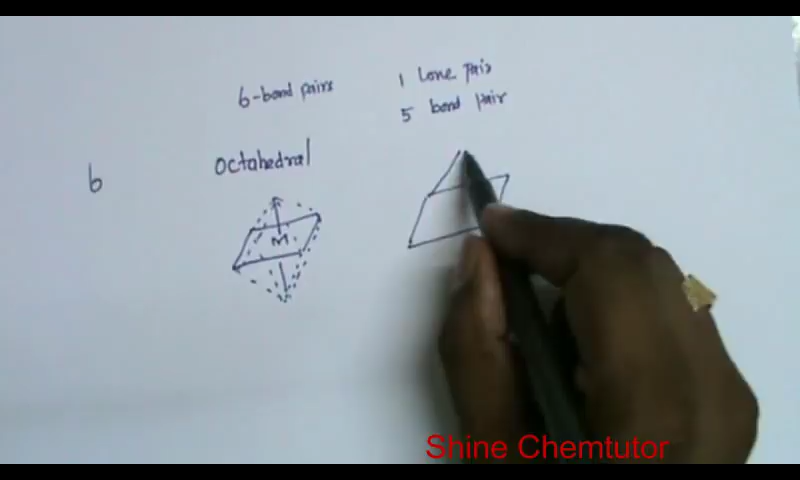 6-bond pairs
1 Lone Pair
5 bond pair
6
Octahedral
M
Shine Chemtutor